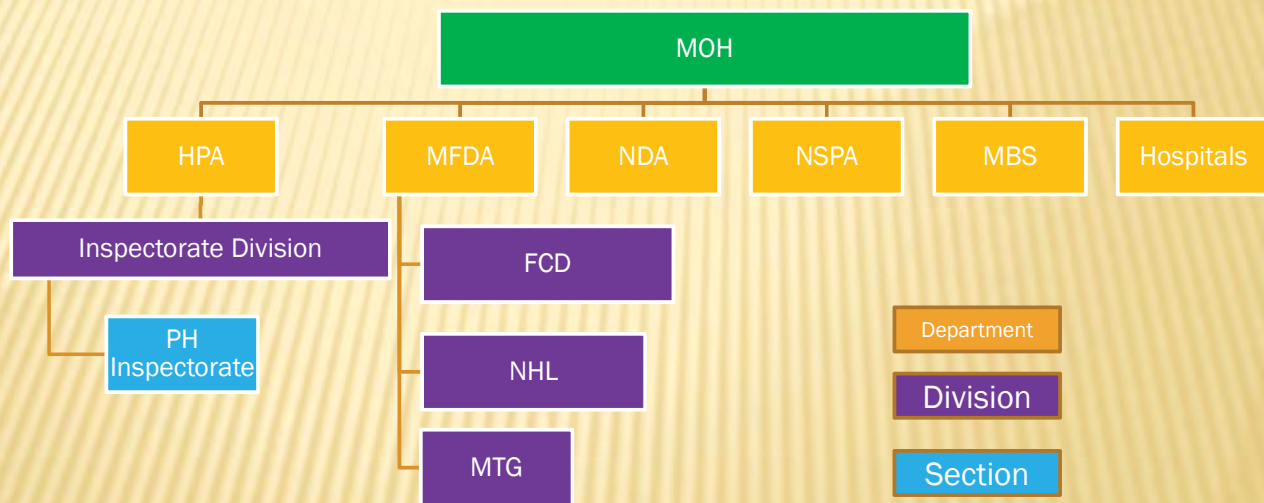 MOH
HPA
MFDA
NDA
NSPA
MBS
Hospitals
Inspectorate Division
FCD
PH
Inspectorate
NHL
MTG
Department
Division
Section